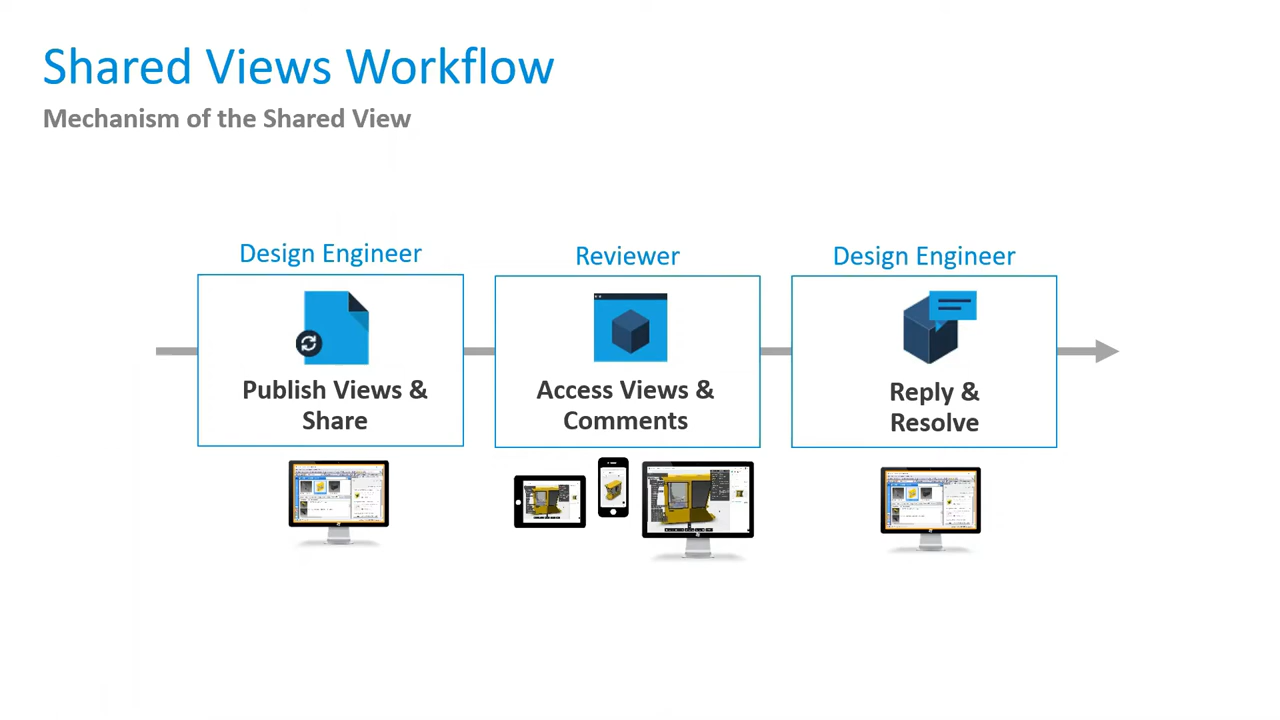 Shared Views Workflow
Mechanism of the Shared View
Design Engineer
Publish Views &
Share
Reviewer
Access Views &
Comments
Design Engineer
Reply &
Resolve